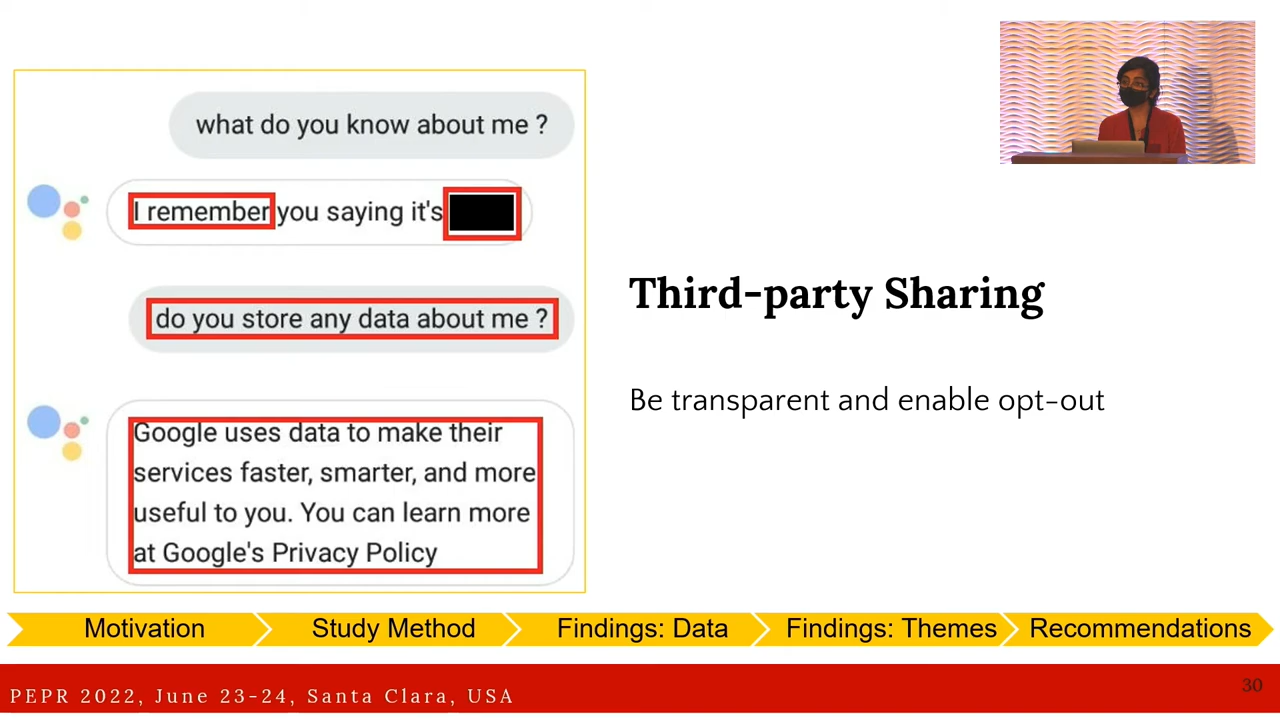 what do you know about me ?
I remember you saying it's
do you store any data about me ?
Google uses data to make their
services faster, smarter, and more
useful to you. You can learn more
at Google's Privacy Policy
Third-party Sharing
Be transparent and enable opt-out
Motivation
Study Method
Findings: Data
Findings: Themes
Recommendations
PEPR 2022, June 23-24, Santa Clara, USA
30